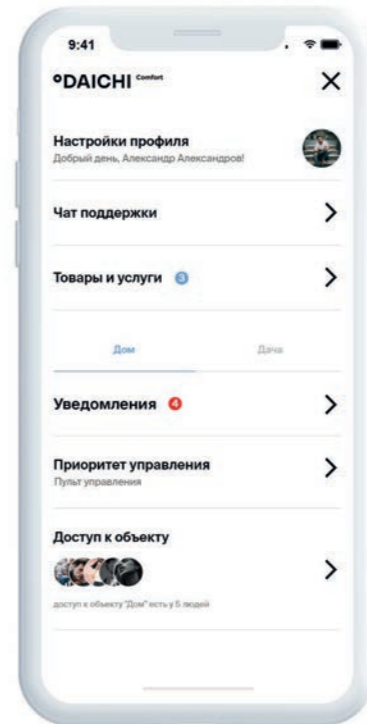 9:41
°DAICHI Comfort
Настройки профиля
Добрый день, Александр Александров!
Чат поддержки
Товары и услуги 3
Дом Дача
Уведомления 4
Приоритет управления
Пульт управления
Доступ к объекту
доступ к объекту "Дом" есть у 5 людей